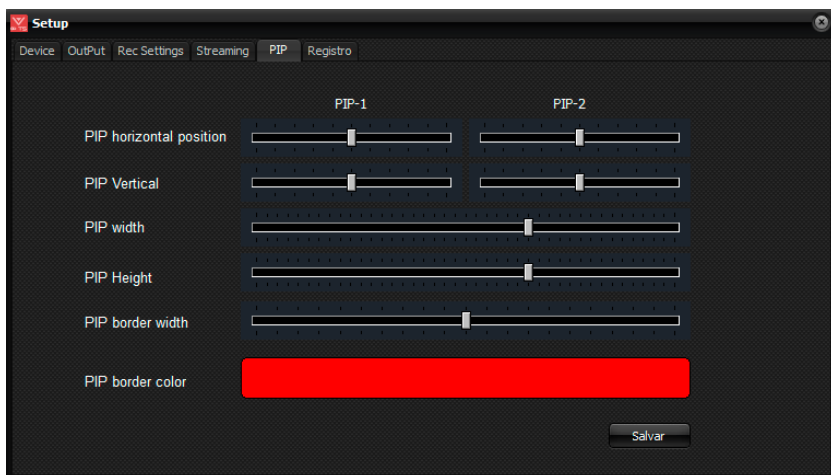 Setup
Device OutPut Rec Settings Streaming PIP Registro
PIP-1 PIP-2
PIP horizontal position
PIP Vertical
PIP width
PIP Height
PIP border width
PIP border color
Salvar